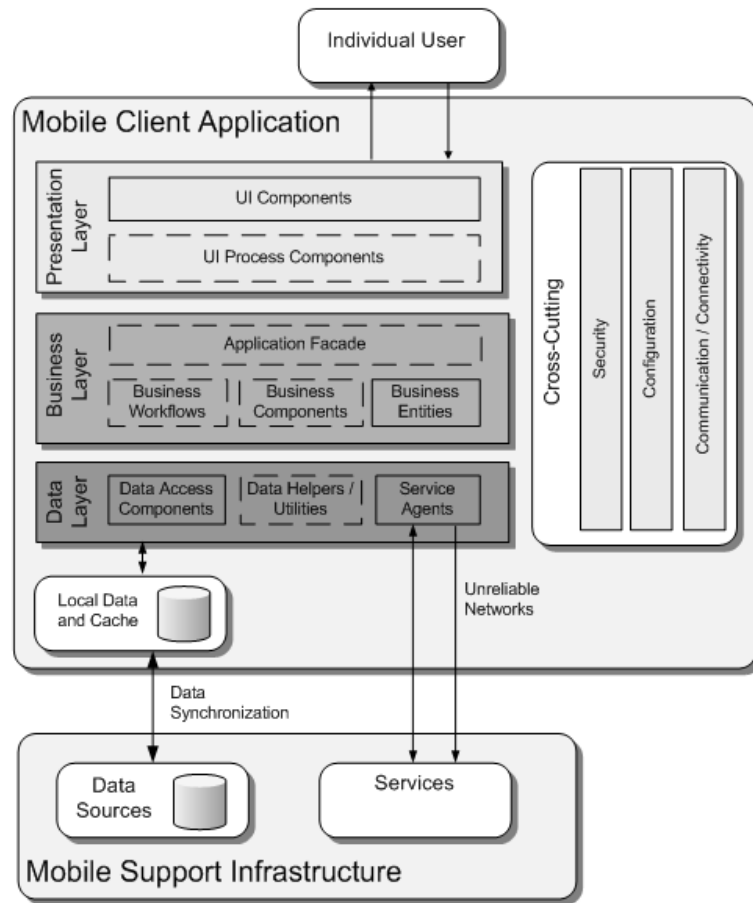 Individual User
Mobile Client Application
Presentation
Layer
UI Components
UI Process Components
Business
Layer
Application Facade
Business
Workflows
Business
Components
Business
Entities
Data
Layer
Data Access
Components
Data Helpers /
Utilities
Service
Agents
Cross-Cutting
Security
Configuration
Communication / Connectivity
Local Data
and Cache
Unreliable
Networks
Data
Synchronization
Data
Sources
Services
Mobile Support Infrastructure